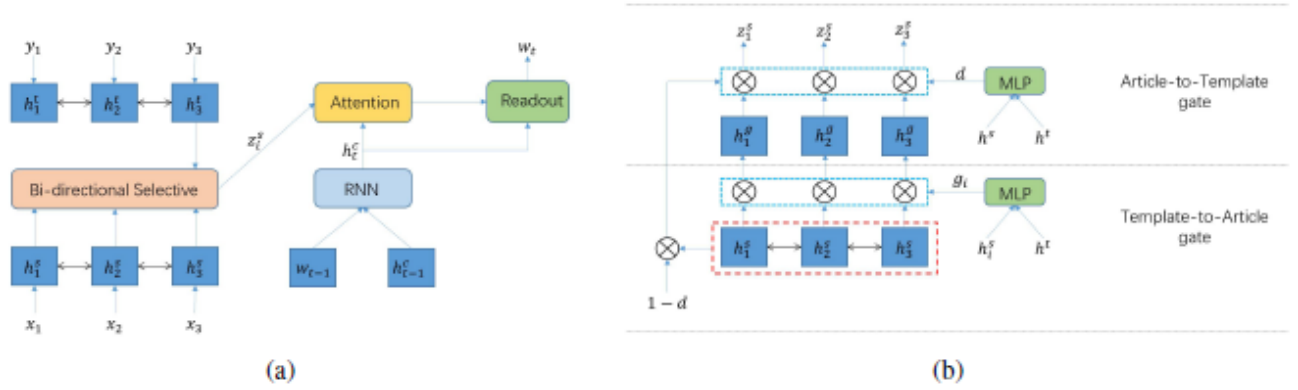 y₁ y₂ y₃
h₁ᵗ h₂ᵗ h₃ᵗ
Bi-directional Selective
h₁ˢ h₂ˢ h₃ˢ
x₁ x₂ x₃
zᵢˢ
wₜ
Attention
Readout
hₜᶜ
RNN
wₜ₋₁ hₜ₋₁ᶜ
(a)
z₁ˢ z₂ˢ z₃ˢ
d
MLP
hˢ hᵗ
Article-to-Template
gate
h₁ᵍ h₂ᵍ h₃ᵍ
gᵢ
MLP
hᵢˢ hᵗ
Template-to-Article
gate
h₁ˢ h₂ˢ h₃ˢ
1 − d
(b)